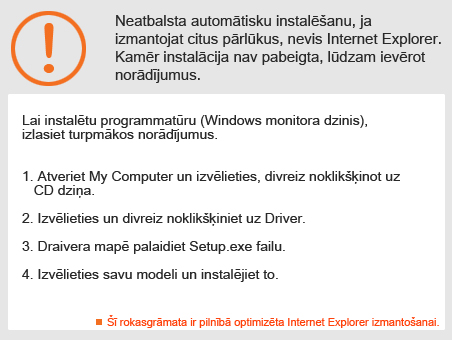 Neatbalsta automātisku instalēšanu, ja
izmantojat citus pārlūkus, nevis Internet Explorer.
Kamēr instalācija nav pabeigta, lūdzam ievērot
norādījumus.
Lai instalētu programmatūru (Windows monitora dzinis),
izlasiet turpmākos norādījumus.
1. Atveriet My Computer un izvēlieties, divreiz noklikšķinot uz
CD dziņa.
2. Izvēlieties un divreiz noklikšķiniet uz Driver.
3. Draivera mapē palaidiet Setup.exe failu.
4. Izvēlieties savu modeli un instalējiet to.
Šī rokasgrāmata ir pilnībā optimizēta Internet Explorer izmantošanai.